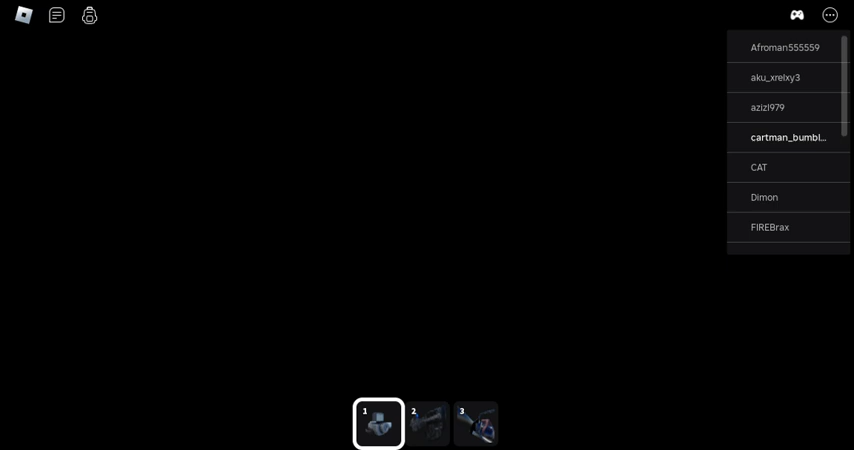 Afroman555559
aku_xrelxy3
azizl979
cartman_bumbl...
CAT
Dimon
FIREBrax
1
2
3